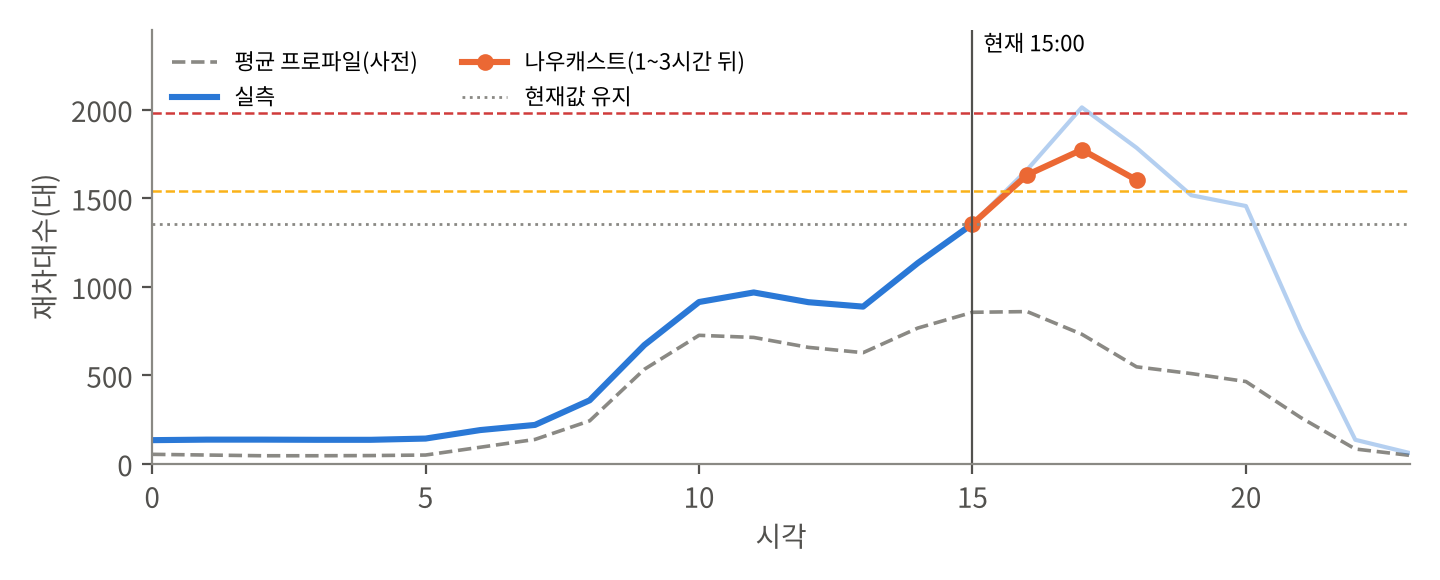 현재 15:00
평균 프로파일(사전)
실측
나우캐스트(1~3시간 뒤)
현재값 유지
재차대수(대)
2000
1500
1000
500
0
0 5 10 15 20
시각